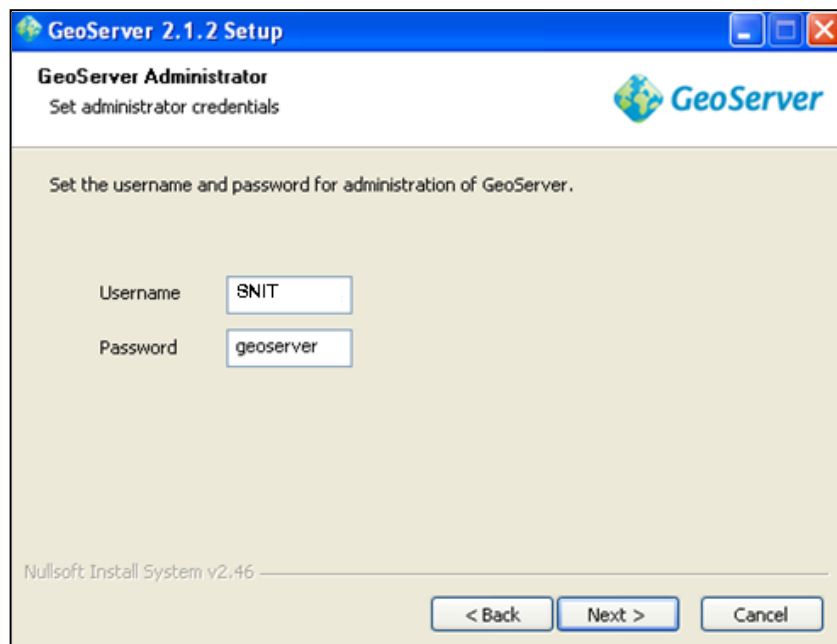 GeoServer 2.1.2 Setup
GeoServer Administrator
Set administrator credentials
GeoServer
Set the username and password for administration of GeoServer.
Username SNIT
Password geoserver
Nullsoft Install System v2.46
< Back Next > Cancel